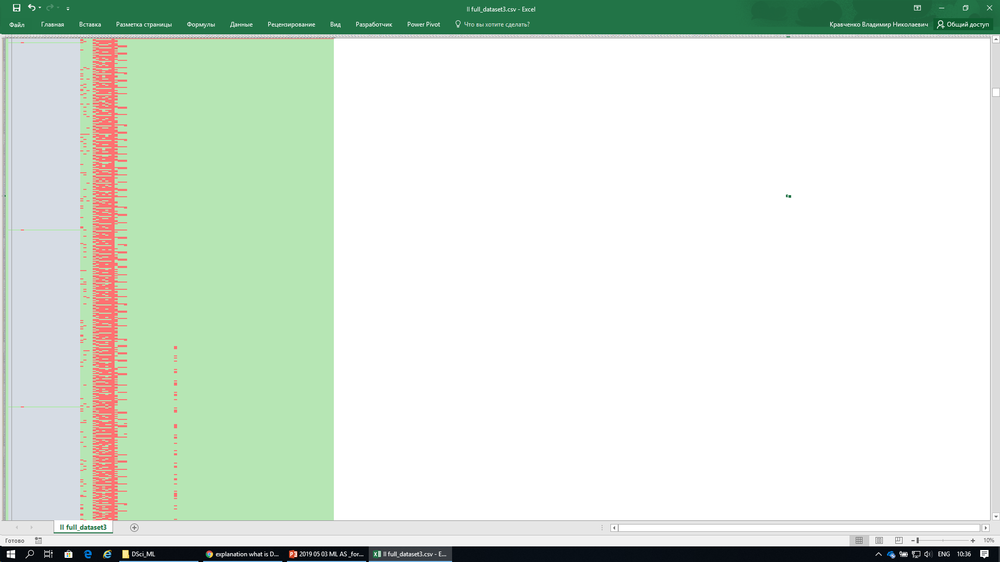 ll full_dataset3.csv - Excel
Файл Главная Вставка Разметка страницы Формулы Данные Рецензирование Вид Разработчик Power Pivot Что вы хотите сделать? Кравченко Владимир Николаевич Общий доступ
ll full_dataset3
Готово 10%
DSci_ML explanation what is D... 2019 05 03 ML AS _for... ll full_dataset3.csv - E... ENG 10:36